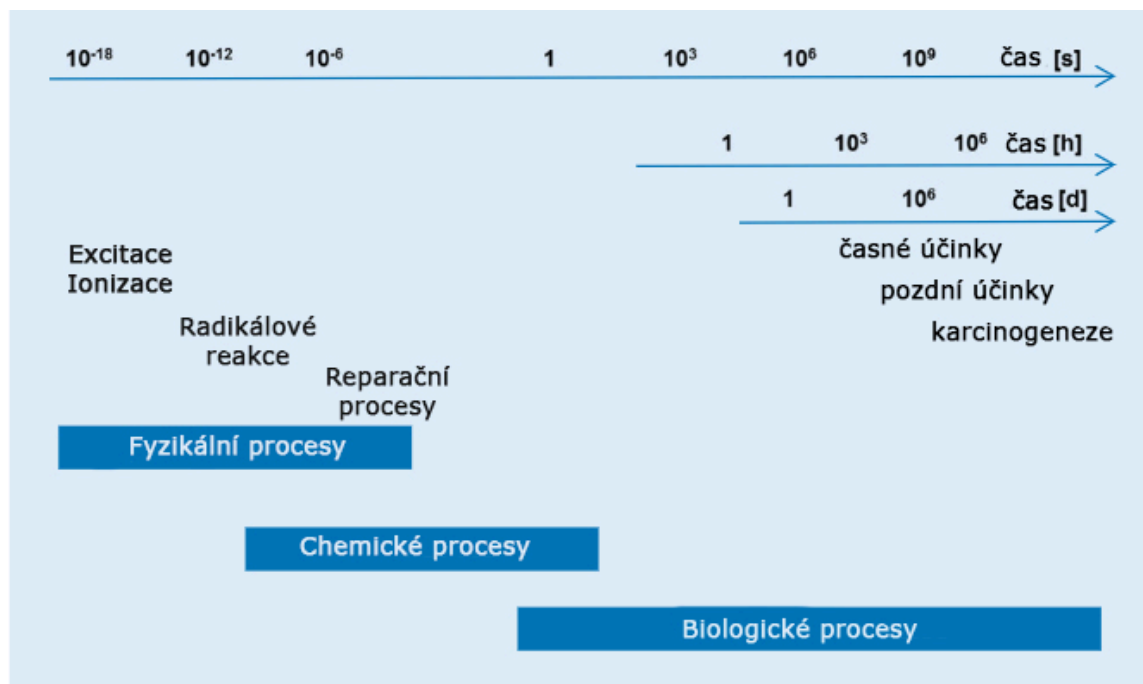 10⁻¹⁸ 10⁻¹² 10⁻⁶ 1 10³ 10⁶ 10⁹ čas [s]
1 10³ 10⁶ čas [h]
1 10⁶ čas [d]
Excitace
Ionizace
časné účinky
pozdní účinky
karcinogeneze
Radikálové
reakce
Reparační
procesy
Fyzikální procesy
Chemické procesy
Biologické procesy